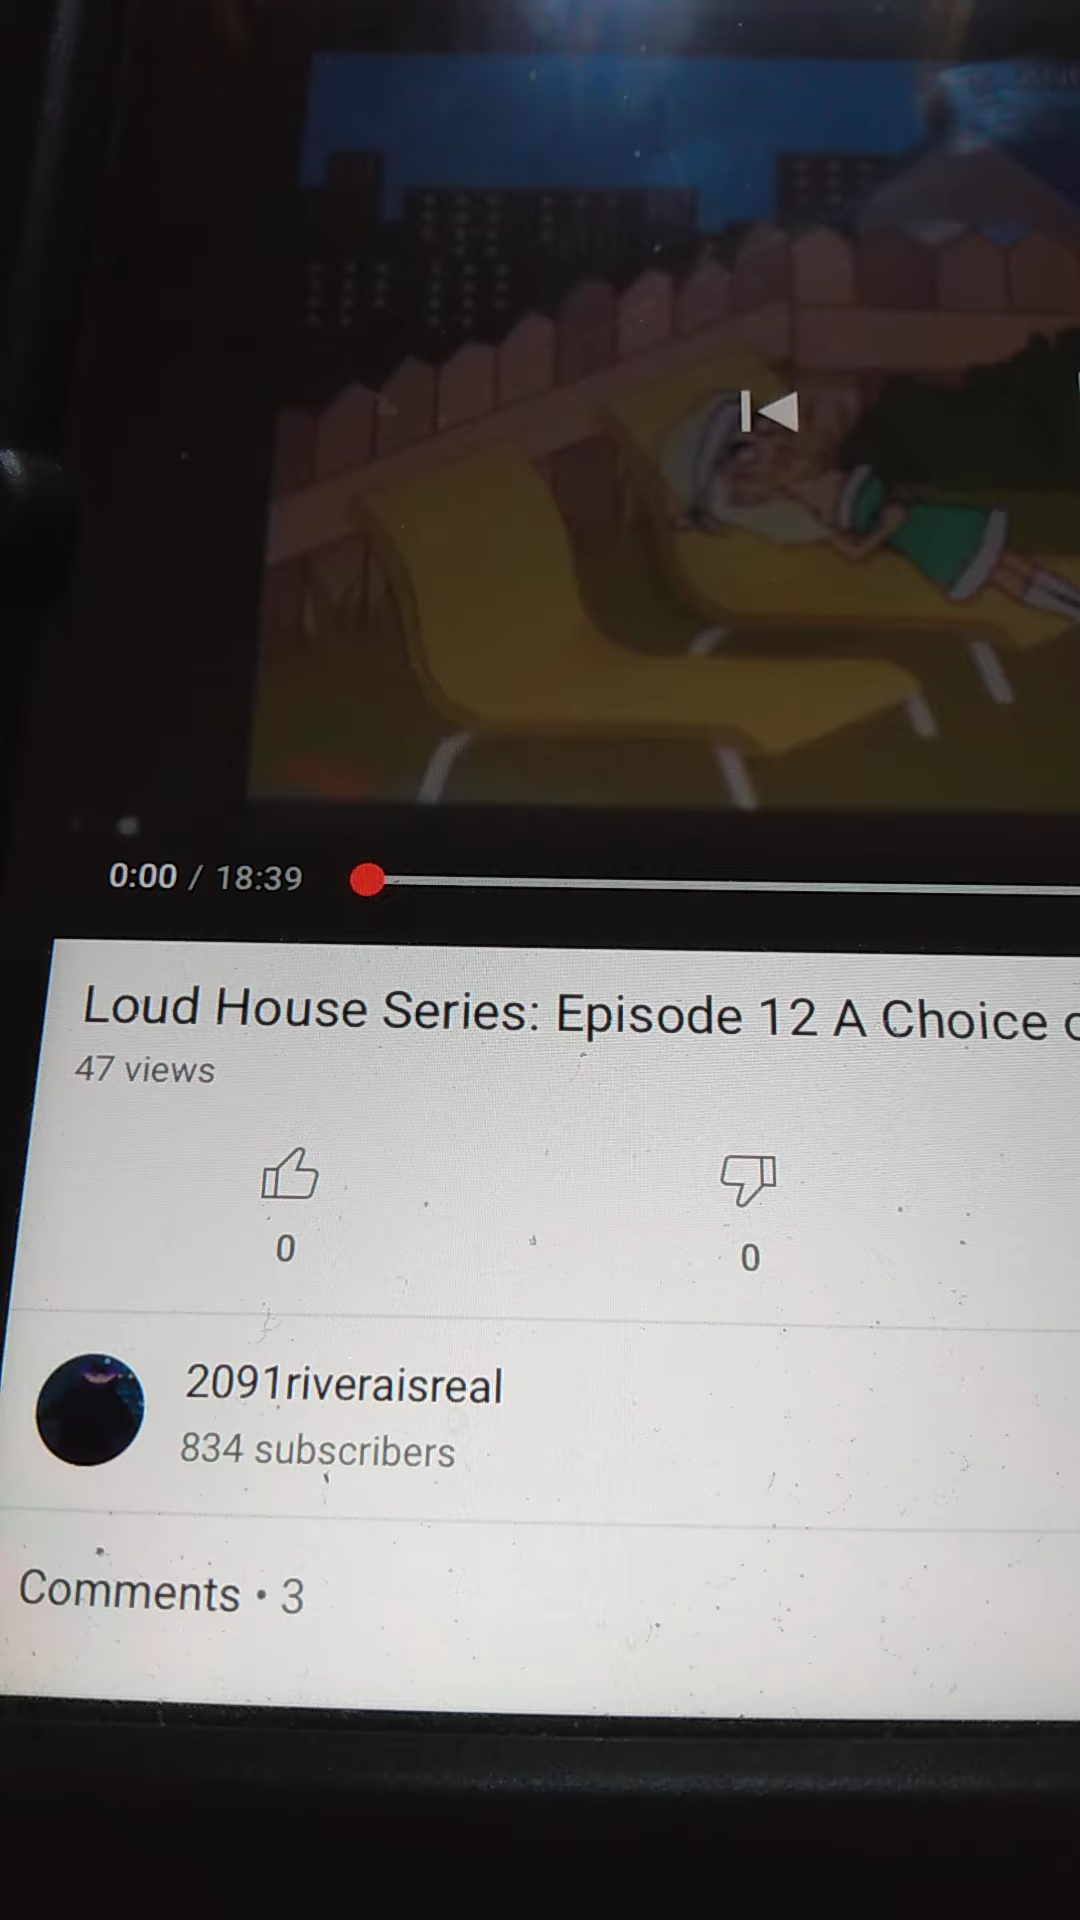 0:00 / 18:39
Loud House Series: Episode 12 A Choice
47 views
0
0
2091riveraisreal
834 subscribers
Comments • 3